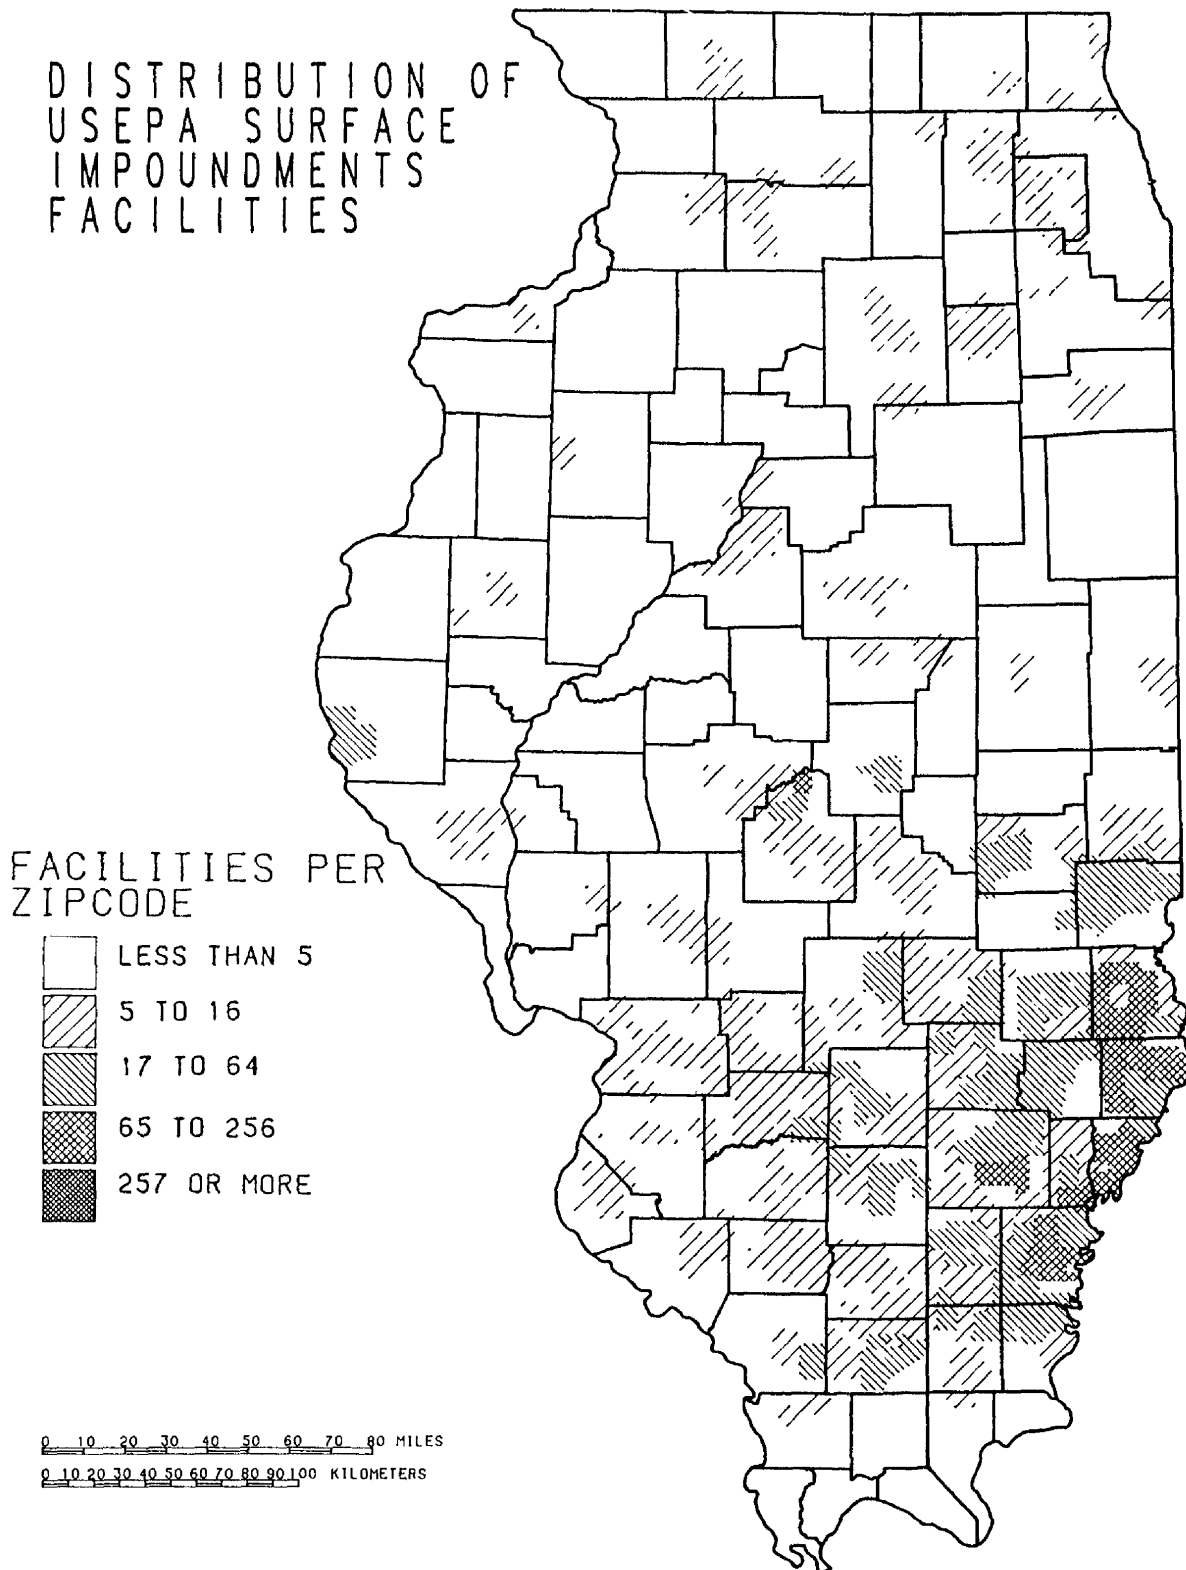 DISTRIBUTION OF
USEPA SURFACE
IMPOUNDMENTS
FACILITIES
FACILITIES PER
ZIPCODE
LESS THAN 5
5 TO 16
17 TO 64
65 TO 256
257 OR MORE
0 10 20 30 40 50 60 70 80 MILES
0 10 20 30 40 50 60 70 80 90 100 KILOMETERS